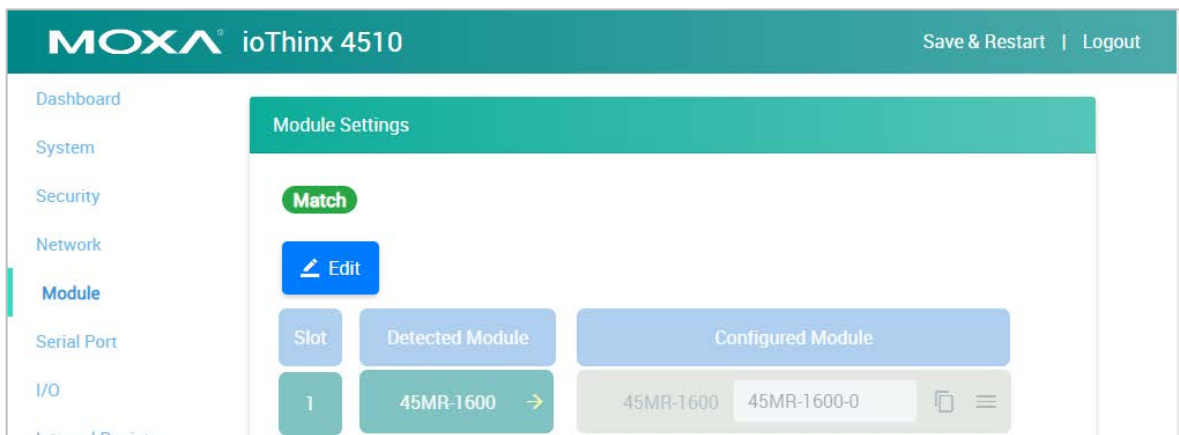 MOXA® ioThinx 4510
Save & Restart | Logout
Dashboard
System
Security
Network
Module
Serial Port
I/O
Module Settings
Match
Edit
Slot Detected Module Configured Module
1 45MR-1600 → 45MR-1600 45MR-1600-0